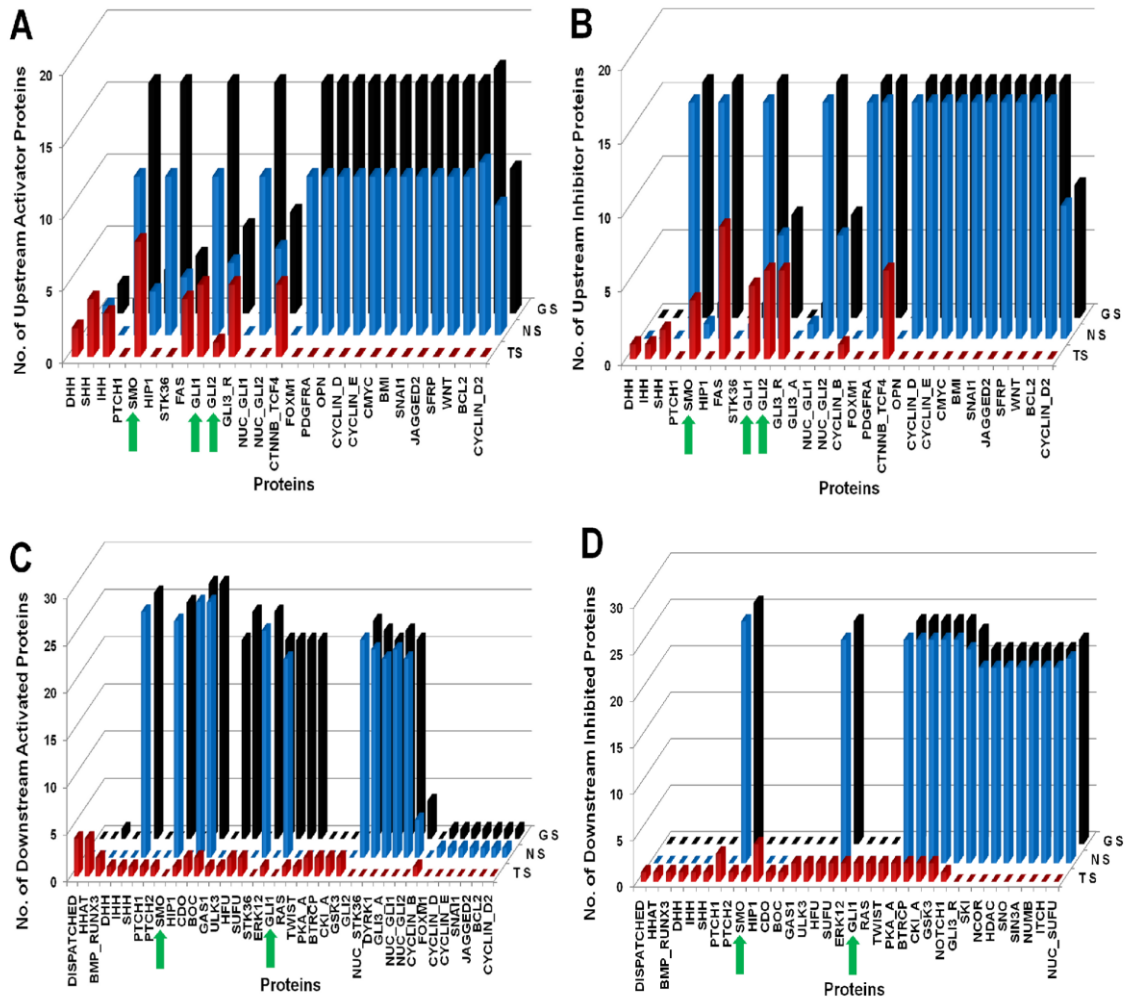 A
No. of Upstream Activator Proteins
20
15
10
5
0
GS
NS
TS
DHH
SHH
IHH
PTCH1
SMO
HIP1
STK36
FAS
GLI1
GLI2
GLI3_R
NUC_GLI1
NUC_GLI2
CTNNB_TCF4
FOXM1
PDGFRA
OPN
CYCLIN_D
CYCLIN_E
CMYC
BMI
SNAI1
JAGGED2
SFRP
WNT
BCL2
CYCLIN_D2
Proteins
B
No. of Upstream Inhibitor Proteins
20
15
10
5
0
GS
NS
TS
DHH
IHH
SHH
PTCH1
SMO
HIP1
FAS
STK36
GLI1
GLI2
GLI3_R
GLI3_A
NUC_GLI1
NUC_GLI2
CYCLIN_B
FOXM1
PDGFRA
CTNNB_TCF4
OPN
CYCLIN_D
CYCLIN_E
CMYC
BMI
SNAI1
JAGGED2
SFRP
WNT
BCL2
CYCLIN_D2
Proteins
C
No. of Downstream Activated Proteins
30
25
20
15
10
5
0
GS
NS
TS
DISPATCHED
HHAT
BMP_RUNX3
DHH
IHH
SHH
PTCH1
PTCH2
SMO
HIP1
CDO
BOC
GAS1
ULK3
HFU
SUFU
STK36
ERK12
GLI1
RAS
TWIST
PKA_A
BTRCP
CKI_A
GSK3
GLI2
NUC_STK36
DYRK1
GLI3_A
NUC_GLI1
NUC_GLI2
CYCLIN_B
FOXM1
CYCLIN_D
CYCLIN_E
SNAI1
JAGGED2
BCL2
CYCLIN_D2
Proteins
D
No. of Downstream Inhibited Proteins
30
25
20
15
10
5
0
GS
NS
TS
DISPATCHED
HHAT
BMP_RUNX3
DHH
IHH
SHH
PTCH1
PTCH2
SMO
HIP1
CDO
BOC
GAS1
ULK3
HFU
SUFU
ERK12
GLI1
RAS
TWIST
PKA_A
BTRCP
CKI_A
GSK3
NOTCH1
GLI3_R
SKI
NCOR
HDAC
SNO
SIN3A
NUMB
ITCH
NUC_SUFU
Proteins